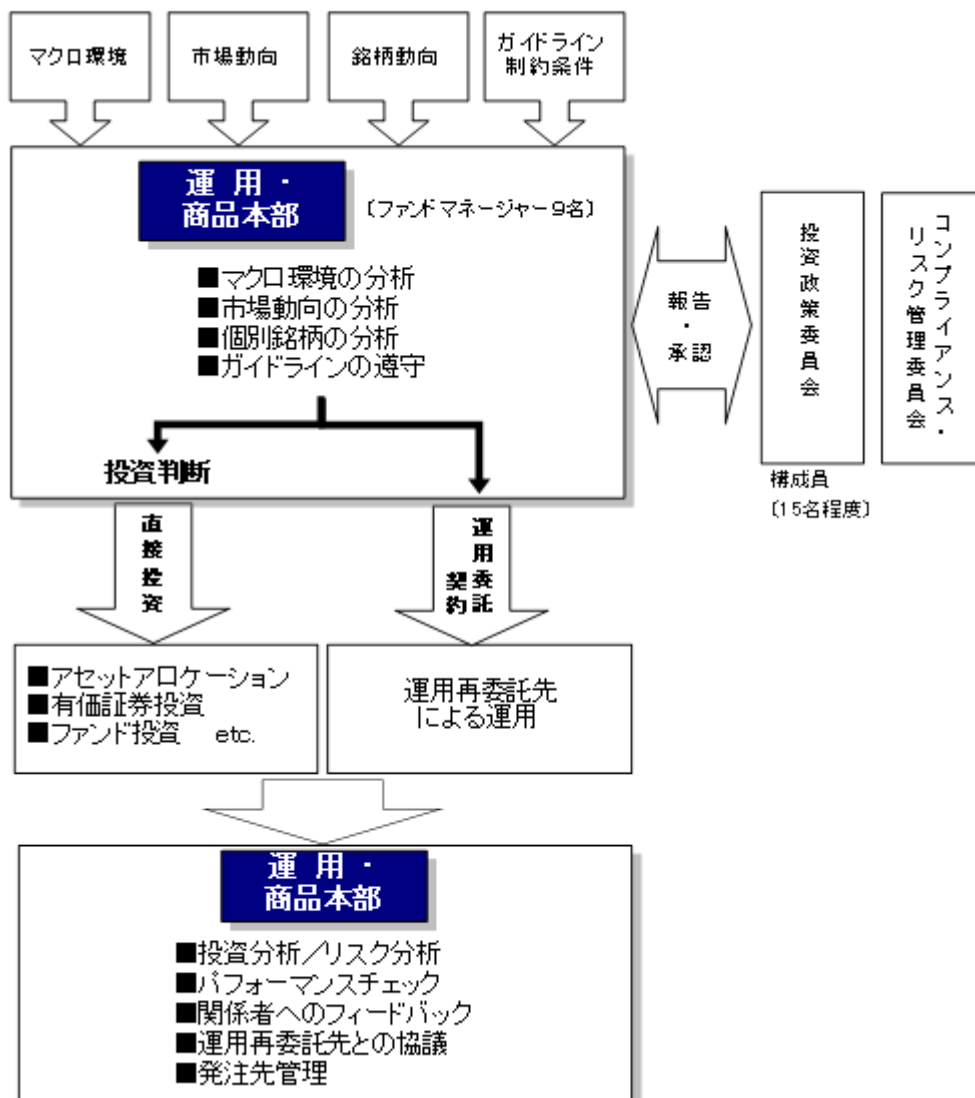 マクロ環境
市場動向
銘柄動向
ガイドライン
制約条件
運用・
商品本部
〔ファンドマネージャー9名〕
■マクロ環境の分析
■市場動向の分析
■個別銘柄の分析
■ガイドラインの遵守
投資判断
報告
・
承認
投資政策委員会
コンプライアンス・
リスク管理委員会
構成員
〔15名程度〕
直接投資
運用委託
契約
■アセットアロケーション
■有価証券投資
■ファンド投資 etc.
運用再委託先
による運用
運用・
商品本部
■投資分析/リスク分析
■パフォーマンスチェック
■関係者へのフィードバック
■運用再委託先との協議
■発注先管理